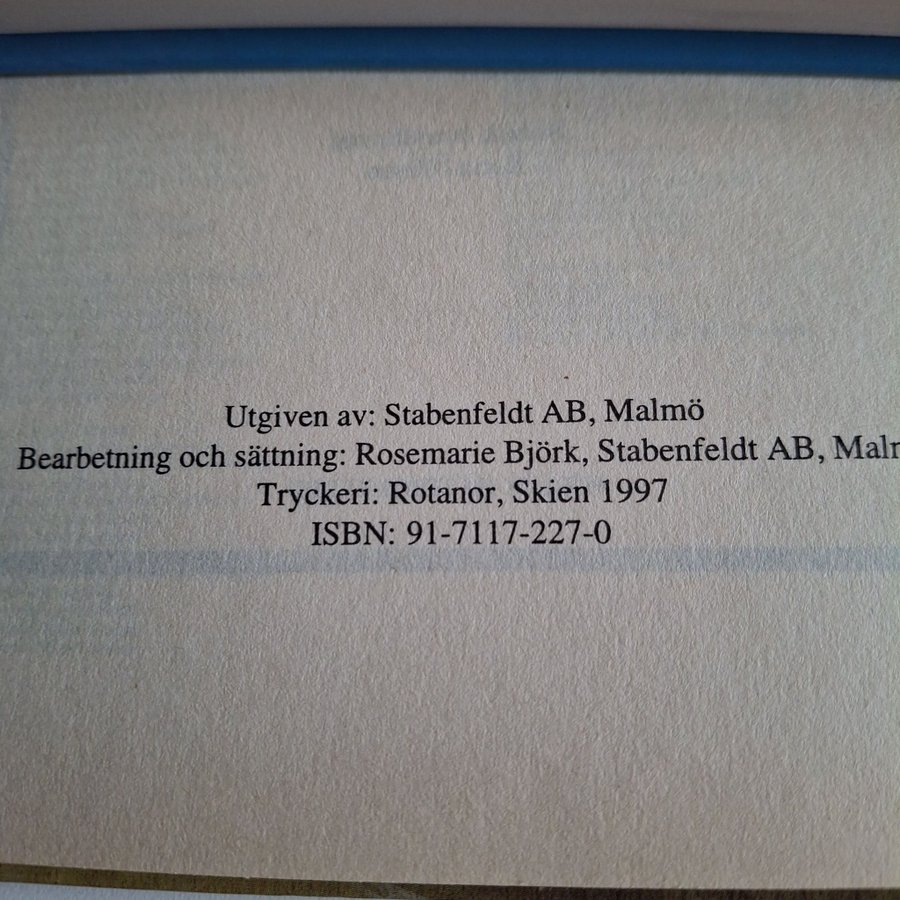 Utgiven av: Stabenfeldt AB, Malmö
Bearbetning och sättning: Rosemarie Björk, Stabenfeldt AB,
Tryckeri: Rotanor, Skien 1997
ISBN: 91-7117-227-0